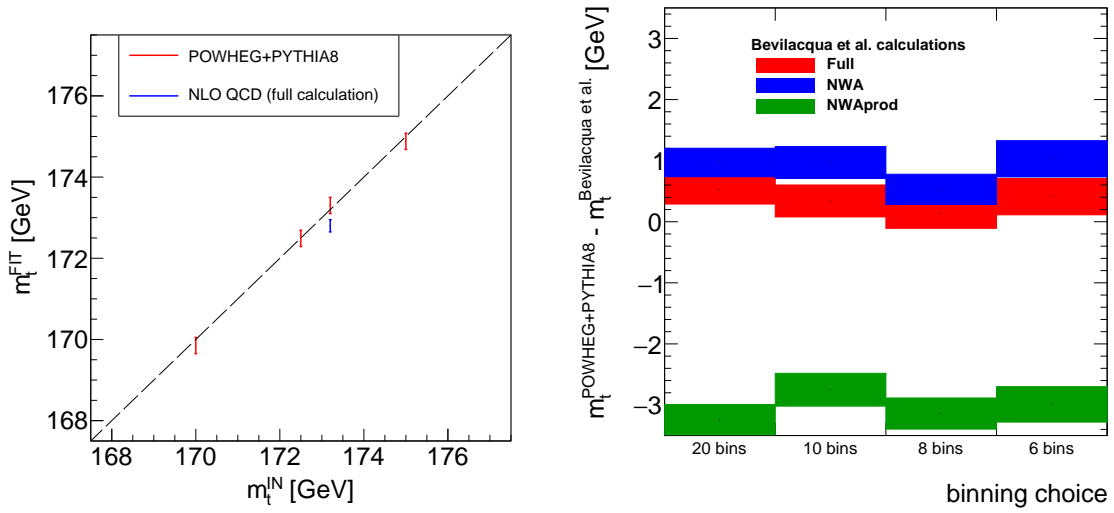 POWHEG+PYTHIA8
NLO QCD (full calculation)
176
174
172
170
168
m_t^FIT [GeV]
168 170 172 174 176
m_t^IN [GeV]
Bevilacqua et al. calculations
Full
NWA
NWAprod
3
2
1
0
−1
−2
−3
m_t^POWHEG+PYTHIA8 - m_t^Bevilacqua et al. [GeV]
20 bins 10 bins 8 bins 6 bins
binning choice